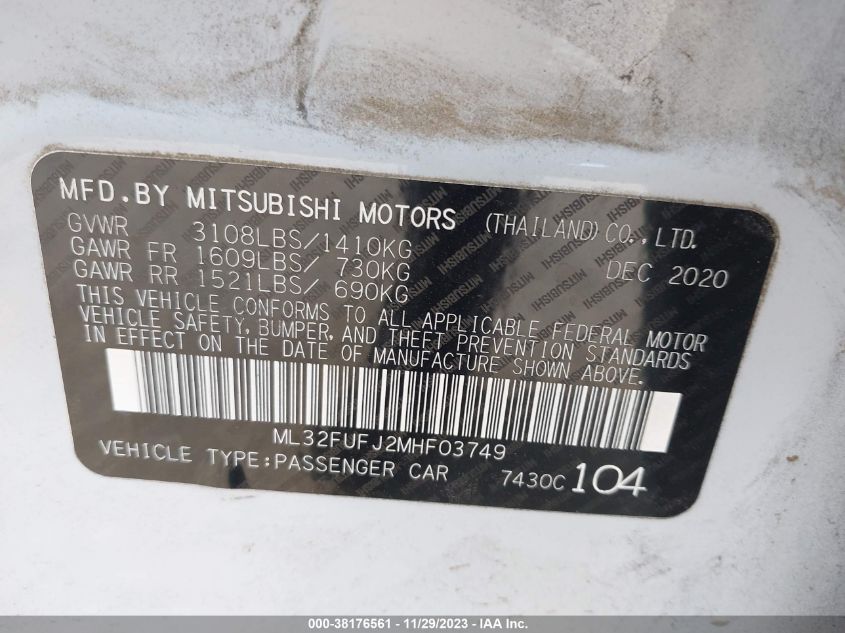 MFD.BY MITSUBISHI MOTORS (THAILAND) CO.,LTD.
GVWR 3108LBS/1410KG
GAWR FR 1609LBS/ 730KG DEC 2020
GAWR RR 1521LBS/ 690KG
THIS VEHICLE CONFORMS TO ALL APPLICABLE FEDERAL MOTOR
VEHICLE SAFETY, BUMPER, AND THEFT PREVENTION STANDARDS
IN EFFECT ON THE DATE OF MANUFACTURE SHOWN ABOVE.
ML32FUFJ2MHF03749
VEHICLE TYPE:PASSENGER CAR 7430C 104
000-38176561 - 11/29/2023 - IAA Inc.